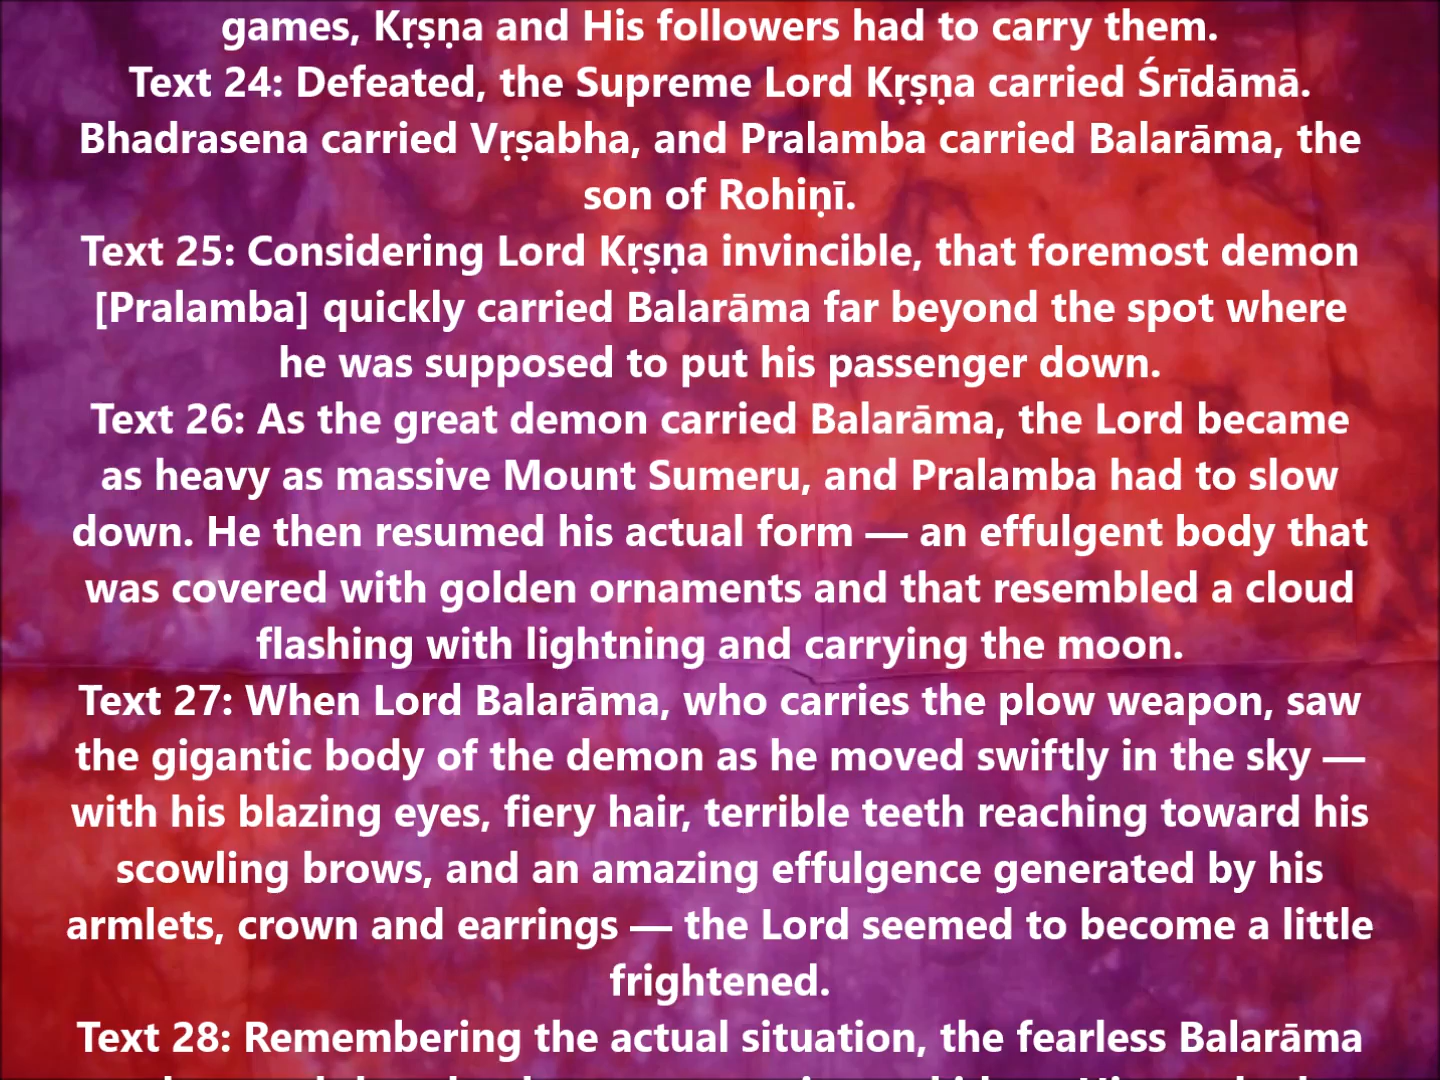 games, Kṛṣṇa and His followers had to carry them.
Text 24: Defeated, the Supreme Lord Kṛṣṇa carried Śrīdāmā.
Bhadrasena carried Vṛṣabha, and Pralamba carried Balarāma, the
son of Rohiṇī.
Text 25: Considering Lord Kṛṣṇa invincible, that foremost demon
[Pralamba] quickly carried Balarāma far beyond the spot where
he was supposed to put his passenger down.
Text 26: As the great demon carried Balarāma, the Lord became
as heavy as massive Mount Sumeru, and Pralamba had to slow
down. He then resumed his actual form — an effulgent body that
was covered with golden ornaments and that resembled a cloud
flashing with lightning and carrying the moon.
Text 27: When Lord Balarāma, who carries the plow weapon, saw
the gigantic body of the demon as he moved swiftly in the sky —
with his blazing eyes, fiery hair, terrible teeth reaching toward his
scowling brows, and an amazing effulgence generated by his
armlets, crown and earrings — the Lord seemed to become a little
frightened.
Text 28: Remembering the actual situation, the fearless Balarāma